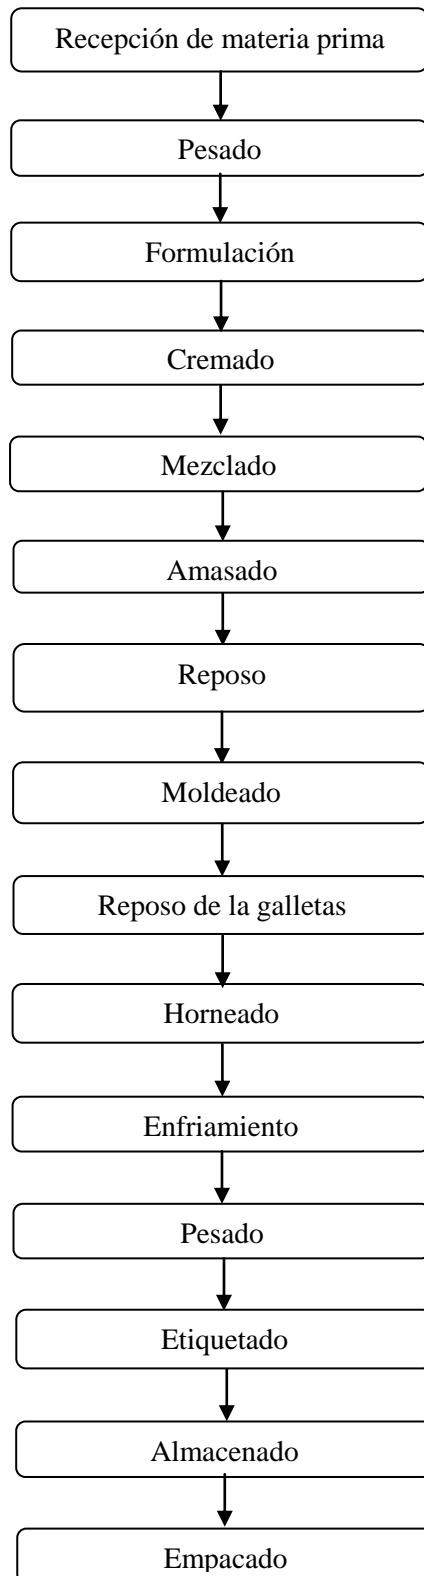 Recepción de materia prima
Pesado
Formulación
Cremado
Mezclado
Amasado
Reposo
Moldeado
Reposo de la galletas
Horneado
Enfriamiento
Pesado
Etiquetado
Almacenado
Empacado